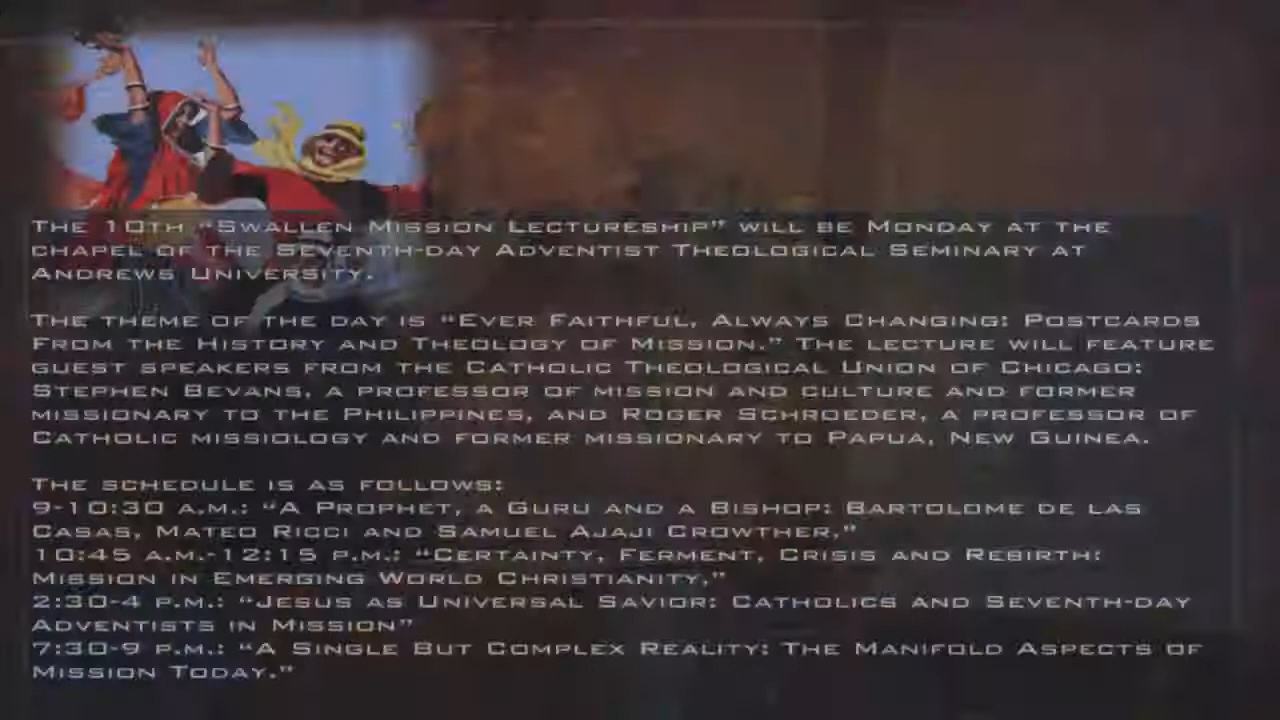 The 10th “Swallen Mission Lectureship” will be Monday at the
chapel of the Seventh-day Adventist Theological Seminary at
Andrews University.
The theme of the day is “Ever Faithful, Always Changing: Postcards
From the History and Theology of Mission.” The lecture will feature
guest speakers from the Catholic Theological Union of Chicago:
Stephen Bevans, a professor of mission and culture and former
missionary to the Philippines, and Roger Schroeder, a professor of
Catholic missiology and former missionary to Papua, New Guinea.
The schedule is as follows:
9-10:30 a.m.: “A Prophet, a Guru and a Bishop: Bartolome de las
Casas, Mateo Ricci and Samuel Ajaji Crowther,”
10:45 a.m.-12:15 p.m.: “Certainty, Ferment, Crisis and Rebirth:
Mission in Emerging World Christianity,”
2:30-4 p.m.: “Jesus as Universal Savior: Catholics and Seventh-day
Adventists in Mission”
7:30-9 p.m.: “A Single But Complex Reality: The Manifold Aspects of
Mission Today.”